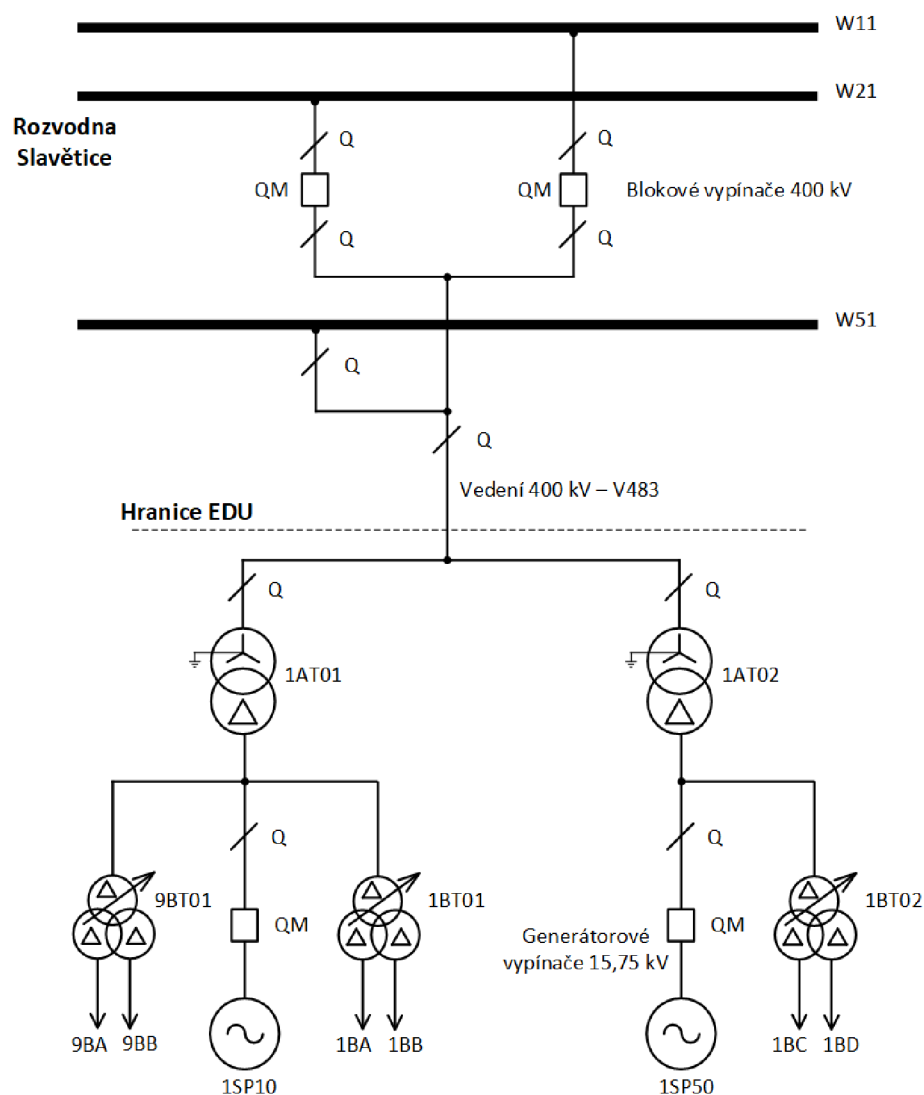 W11
W21
Rozvodna
Slavětice
Q
Q
QM
QM
Blokové vypínače 400 kV
Q
Q
W51
Q
Q
Vedení 400 kV – V483
Hranice EDU
Q
Q
1AT01
1AT02
Q
Q
9BT01
1BT01
1BT02
QM
QM
Generátorové
vypínače 15,75 kV
9BA
9BB
1BA
1BB
1BC
1BD
1SP10
1SP50